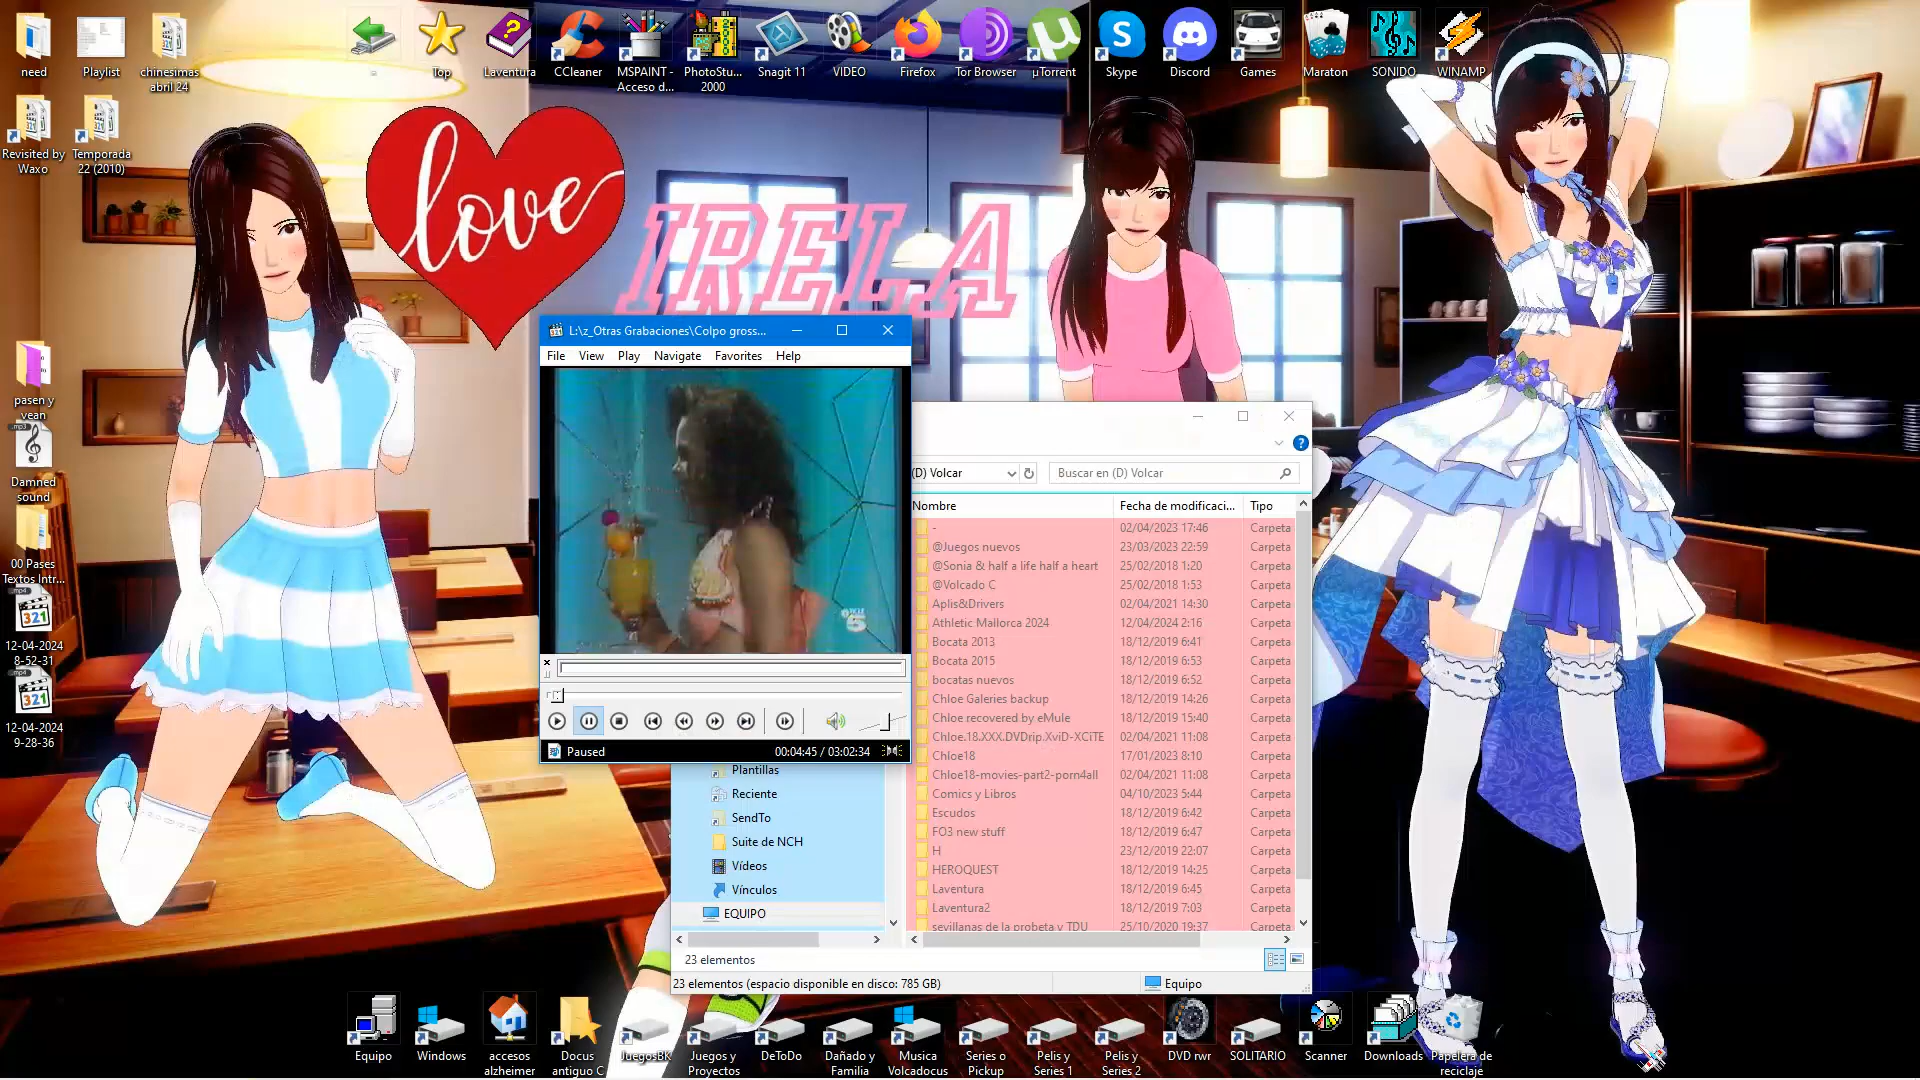 need
Playlist
chinesimas
abril 24
-
Top
Laventura
CCleaner
MSPAINT -
Acceso d...
PhotoStu...
2000
Snagit 11
VIDEO
Firefox
Tor Browser
µTorrent
Skype
Discord
Games
Maraton
SONIDO
WINAMP
Revisited by
Waxo
Temporada
22 (2010)
love
IRELA
pasen y
vean
Damned
sound
00 Pases
Textos Intr...
12-04-2024
8-52-31
12-04-2024
9-28-36
L:\z_Otras Grabaciones\Colpo gross...
File View Play Navigate Favorites Help
5
Paused 00:04:45 / 03:02:34
(D) Volcar
Buscar en (D) Volcar
Nombre Fecha de modificaci... Tipo
- 02/04/2023 17:46 Carpeta
@Juegos nuevos 23/03/2023 22:59 Carpeta
@Sonia & half a life half a heart 25/02/2018 1:20 Carpeta
@Volcado C 25/02/2018 1:53 Carpeta
Aplis&Drivers 02/04/2021 14:30 Carpeta
Athletic Mallorca 2024 12/04/2024 2:16 Carpeta
Bocata 2013 18/12/2019 6:41 Carpeta
Bocata 2015 18/12/2019 6:53 Carpeta
bocatas nuevos 18/12/2019 6:52 Carpeta
Chloe Galeries backup 18/12/2019 14:26 Carpeta
Chloe recovered by eMule 18/12/2019 15:40 Carpeta
Chloe.18.XXX.DVDrip.XviD-XCiTE 02/04/2021 11:08 Carpeta
Chloe18 17/01/2023 8:10 Carpeta
Chloe18-movies-part2-porn4all 02/04/2021 11:08 Carpeta
Comics y Libros 04/10/2023 5:44 Carpeta
Escudos 18/12/2019 6:42 Carpeta
FO3 new stuff 18/12/2019 6:47 Carpeta
H 23/12/2019 22:07 Carpeta
HEROQUEST 18/12/2019 14:25 Carpeta
Laventura 18/12/2019 6:45 Carpeta
Laventura2 18/12/2019 7:03 Carpeta
sevillanas de la probeta y TDU 25/10/2020 19:37 Carpeta
Plantillas
Reciente
SendTo
Suite de NCH
Vídeos
Vínculos
EQUIPO
23 elementos
23 elementos (espacio disponible en disco: 785 GB)
Equipo
Equipo
Windows
accesos
alzheimer
Docus
antiguo C
JuegosBK
Juegos y
Proyectos
DeToDo
Dañado y
Familia
Musica
Volcadocus
Series o
Pickup
Pelis y
Series 1
Pelis y
Series 2
DVD rwr
SOLITARIO
Scanner
Downloads
Papelera de
reciclaje